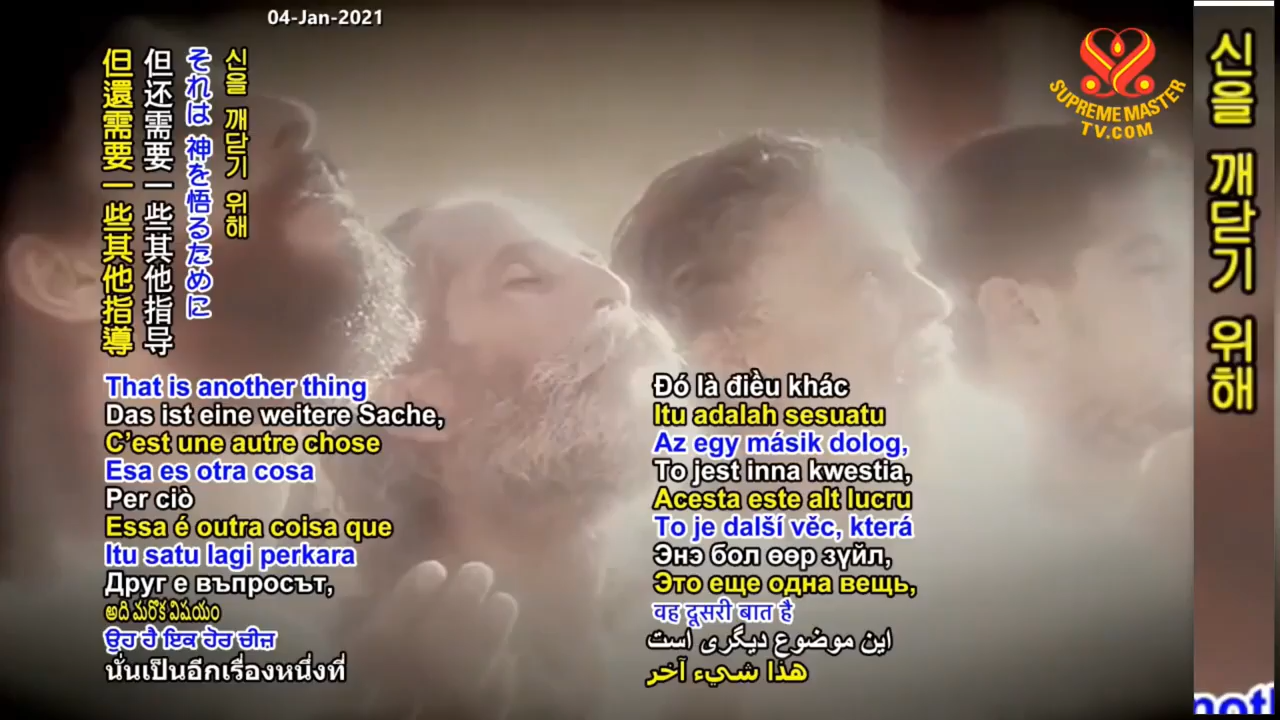 04-Jan-2021
SUPREME MASTER
TV.COM
但還需要一些其他指導
但还需要一些其他指导
それは 神を悟るために
신을 깨닫기 위해
That is another thing
Das ist eine weitere Sache,
C’est une autre chose
Esa es otra cosa
Per ciò
Essa é outra coisa que
Itu satu lagi perkara
Друг е въпросът,
అది మరొక విషయం
ਉਹ ਹੈ ਇਕ ਹੋਰ ਚੀਜ਼
นั่นเป็นอีกเรื่องหนึ่งที่
Đó là điều khác
Itu adalah sesuatu
Az egy másik dolog,
To jest inna kwestia,
Acesta este alt lucru
To je další věc, která
Энэ бол өөр зүйл,
Это еще одна вещь,
वह दूसरी बात है
این موضوع دیگری است
هذا شيء آخر
신을 깨닫기 위해